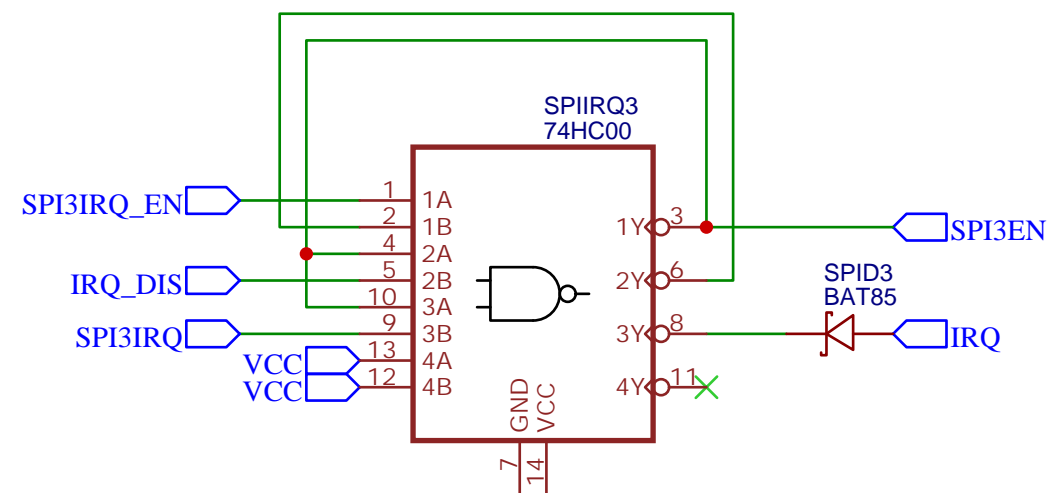 SPIIRQ3
74HC00
SPI3IRQ_EN
1
1A
2
1B
1Y
3
SPI3EN
4
2A
IRQ_DIS
5
2B
2Y
6
SPID3
BAT85
10
3A
SPI3IRQ
9
3B
3Y
8
IRQ
VCC
13
4A
VCC
12
4B
4Y
11
GND
VCC
7
14